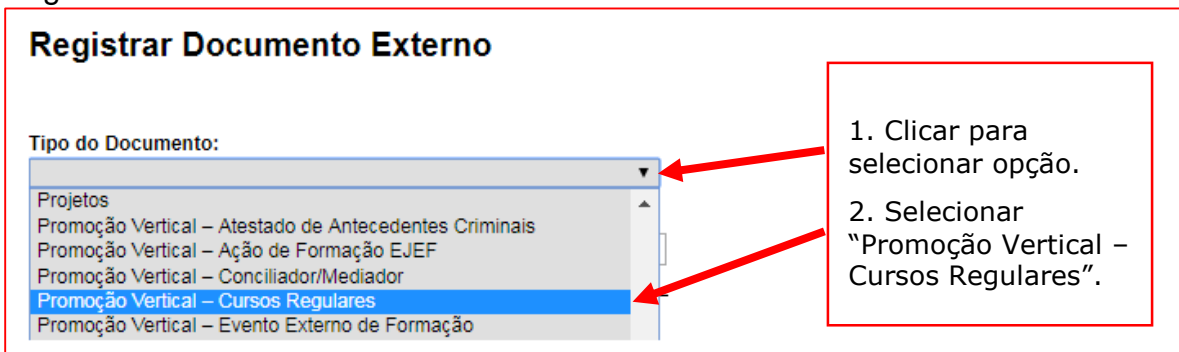 Registrar Documento Externo
Tipo do Documento:
Projetos
Promoção Vertical – Atestado de Antecedentes Criminais
Promoção Vertical – Ação de Formação EJEF
Promoção Vertical – Conciliador/Mediador
Promoção Vertical – Cursos Regulares
Promoção Vertical – Evento Externo de Formação
1. Clicar para
selecionar opção.
2. Selecionar
“Promoção Vertical –
Cursos Regulares”.